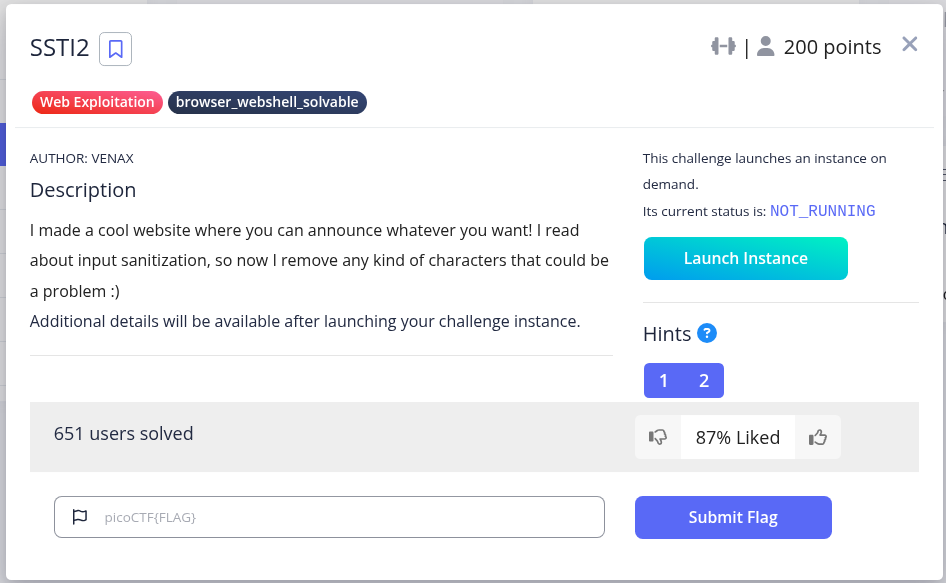 SSTI2
| 200 points
Web Exploitation browser_webshell_solvable
AUTHOR: VENAX
Description
I made a cool website where you can announce whatever you want! I read
about input sanitization, so now I remove any kind of characters that could be
a problem :)
Additional details will be available after launching your challenge instance.
This challenge launches an instance on
demand.
Its current status is: NOT_RUNNING
Launch Instance
Hints ?
1 2
651 users solved
87% Liked
picoCTF{FLAG}
Submit Flag